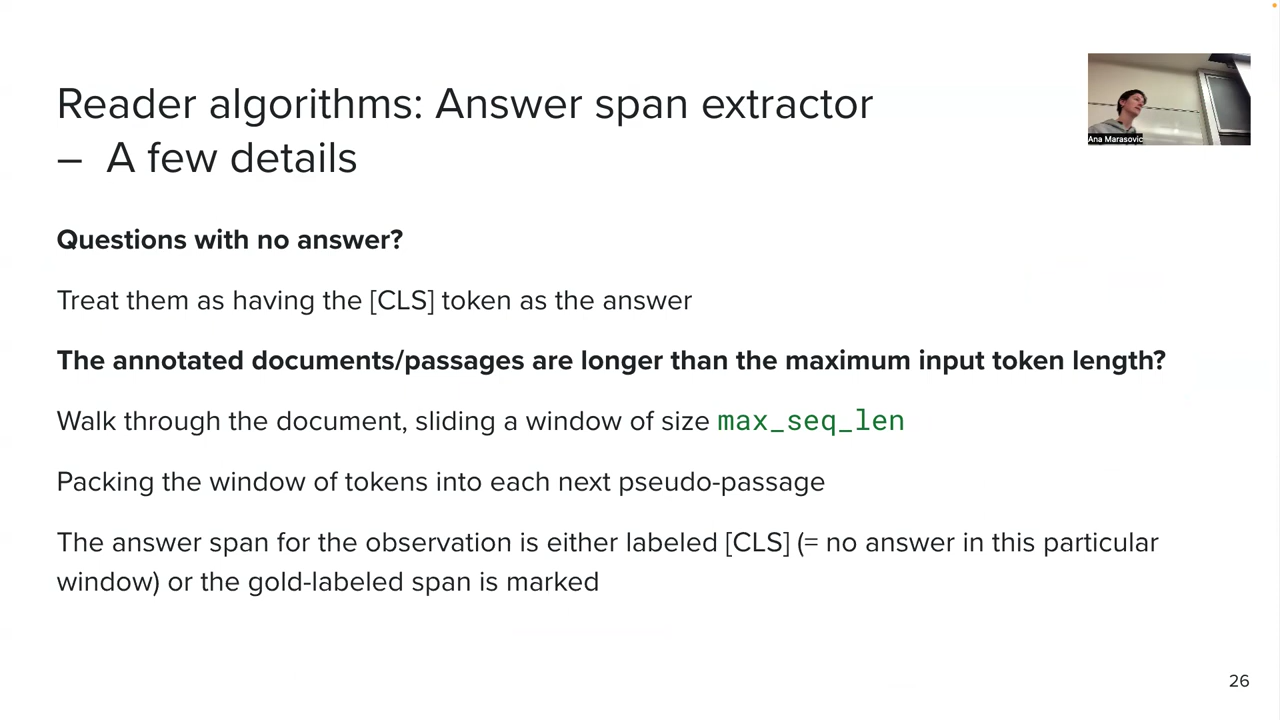 Reader algorithms: Answer span extractor
– A few details
Ana Marasovic
Questions with no answer?
Treat them as having the [CLS] token as the answer
The annotated documents/passages are longer than the maximum input token length?
Walk through the document, sliding a window of size max_seq_len
Packing the window of tokens into each next pseudo-passage
The answer span for the observation is either labeled [CLS] (= no answer in this particular
window) or the gold-labeled span is marked
26